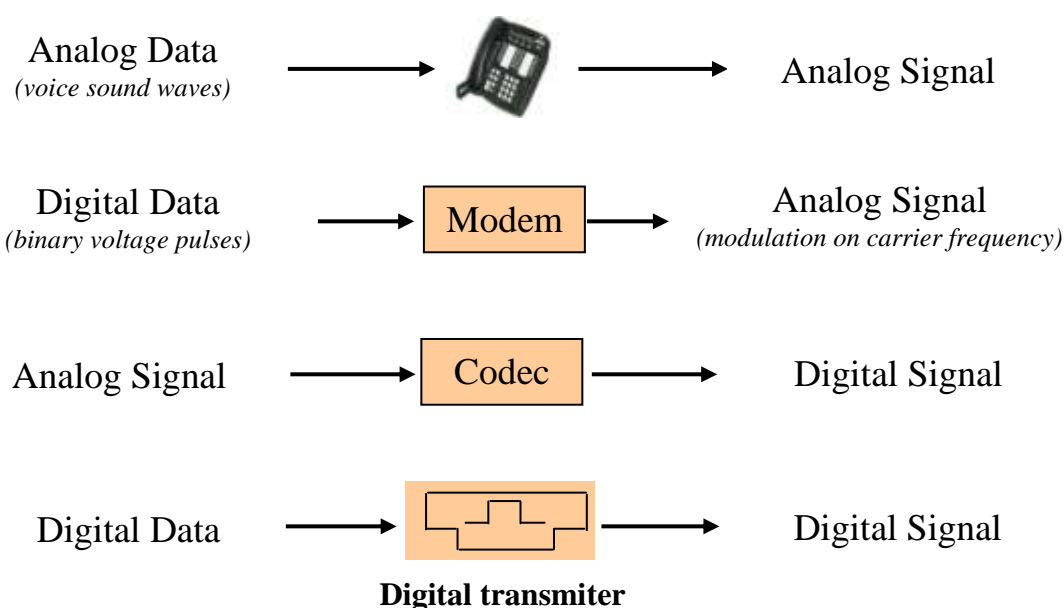 Analog Data
(voice sound waves)
Analog Signal
Digital Data
(binary voltage pulses)
Modem
Analog Signal
(modulation on carrier frequency)
Analog Signal
Codec
Digital Signal
Digital Data
Digital Signal
Digital transmiter